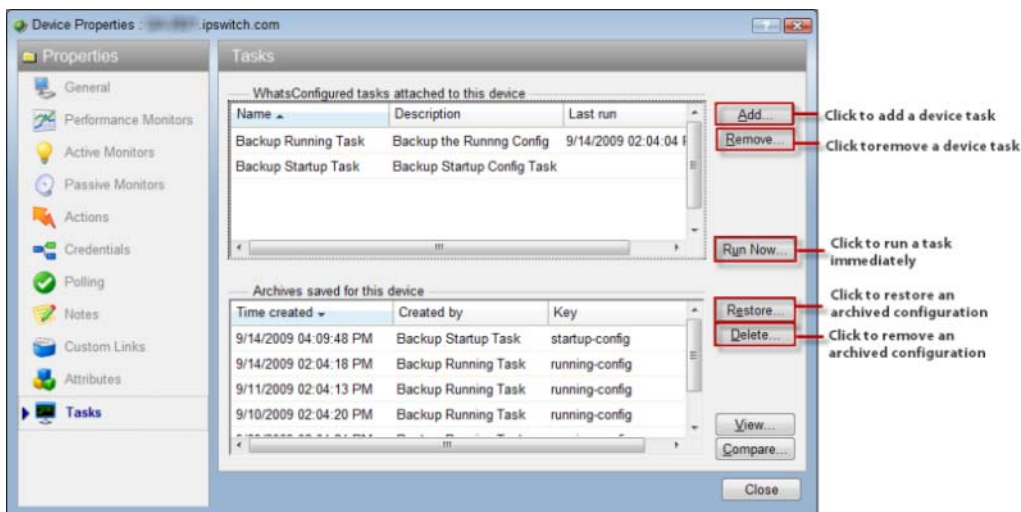 Device Properties : .ipswitch.com
Properties
General
Performance Monitors
Active Monitors
Passive Monitors
Actions
Credentials
Polling
Notes
Custom Links
Attributes
Tasks
Tasks
WhatsConfigured tasks attached to this device
Name Description Last run
Backup Running Task Backup the Runnng Config 9/14/2009 02:04:04
Backup Startup Task Backup Startup Config Task
Add...
Remove...
Run Now...
Click to add a device task
Click to remove a device task
Click to run a task
immediately
Archives saved for this device
Time created Created by Key
9/14/2009 04:09:48 PM Backup Startup Task startup-config
9/14/2009 02:04:18 PM Backup Running Task running-config
9/11/2009 02:04:13 PM Backup Running Task running-config
9/10/2009 02:04:20 PM Backup Running Task running-config
Restore...
Delete...
Click to restore an
archived configuration
Click to remove an
archived configuration
View...
Compare...
Close